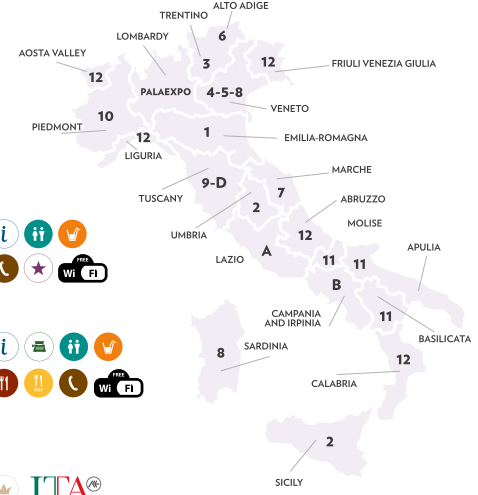 ALTO ADIGE
TRENTINO
6
LOMBARDY
AOSTA VALLEY
3
12
FRIULI VENEZIA GIULIA
12
PALAEXPO
4-5-8
VENETO
10
PIEDMONT
12
1
EMILIA-ROMAGNA
LIGURIA
MARCHE
9-D
7
TUSCANY
ABRUZZO
2
MOLISE
UMBRIA
12
APULIA
LAZIO
A
11
11
B
CAMPANIA
AND IRPINIA
11
BASILICATA
SARDINIA
8
12
CALABRIA
2
SICILY
i
FREE
Wi FI
i
FREE
Wi FI
ITA